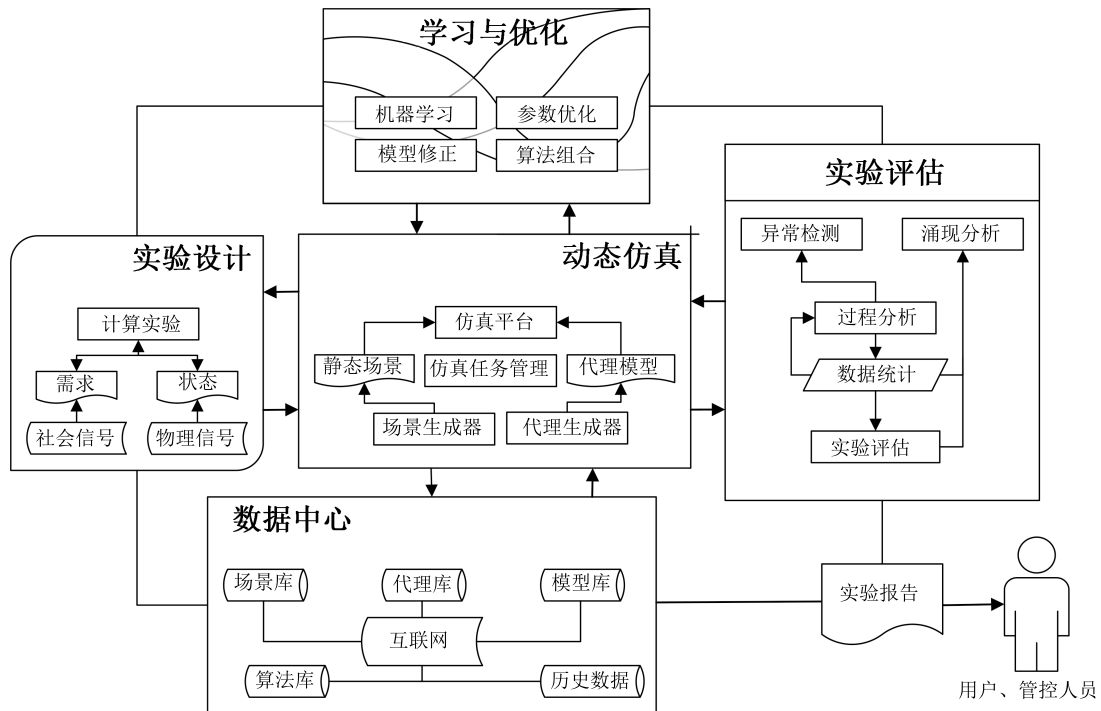 学习与优化
机器学习
参数优化
模型修正
算法组合
实验设计
计算实验
需求
状态
社会信号
物理信号
动态仿真
仿真平台
静态场景
仿真任务管理
代理模型
场景生成器
代理生成器
实验评估
异常检测
涌现分析
过程分析
数据统计
实验评估
数据中心
场景库
代理库
模型库
互联网
算法库
历史数据
实验报告
用户、管控人员